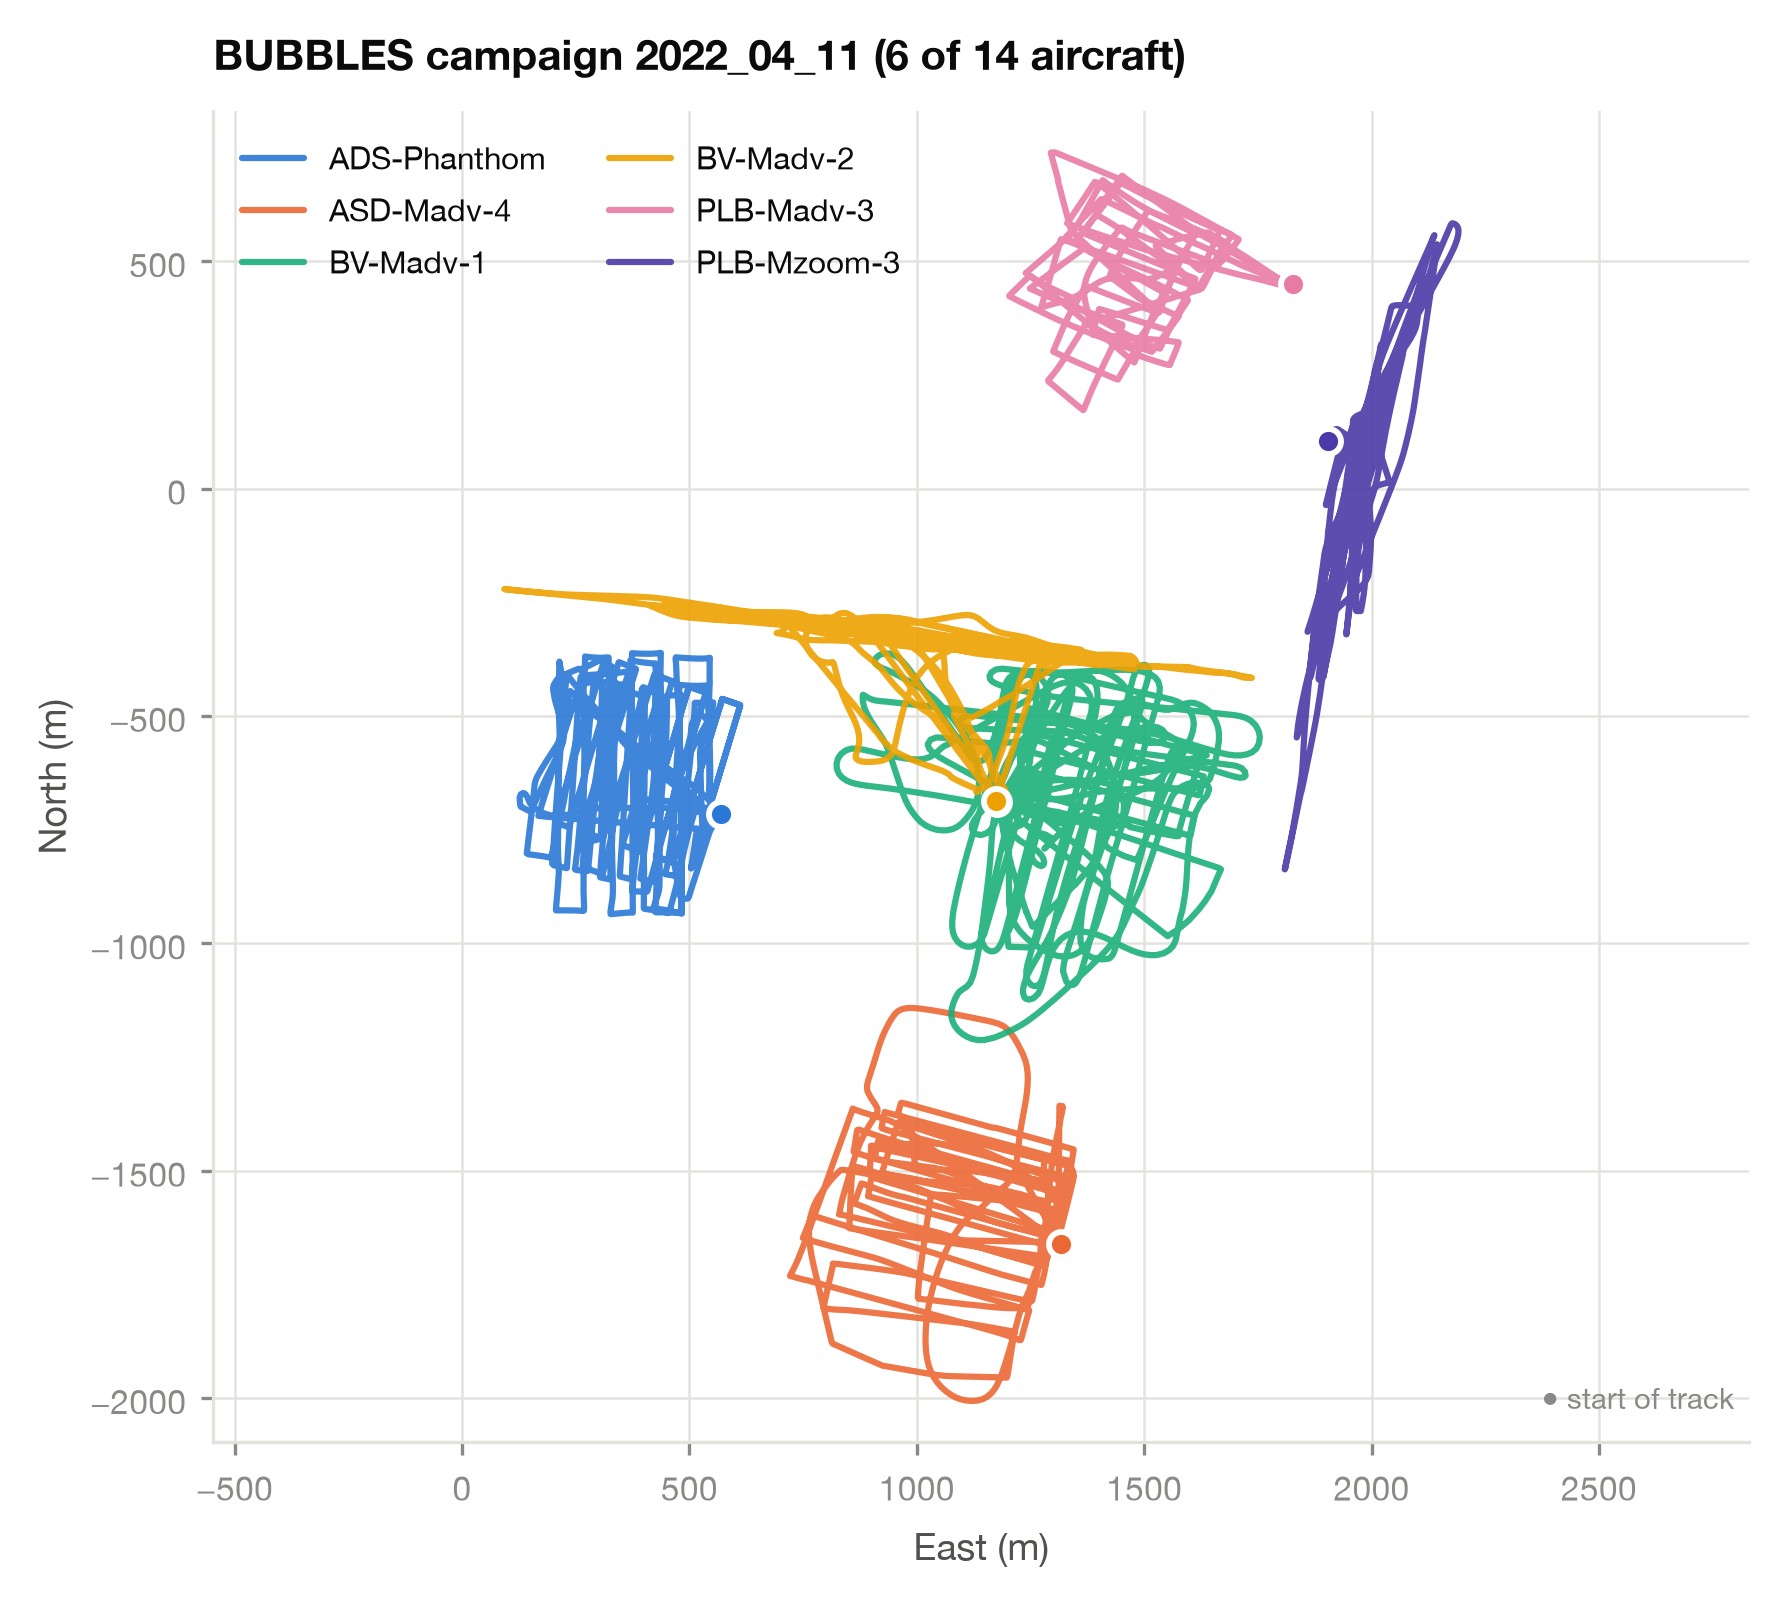 BUBBLES campaign 2022_04_11 (6 of 14 aircraft)
ADS-Phanthom
ASD-Madv-4
BV-Madv-1
BV-Madv-2
PLB-Madv-3
PLB-Mzoom-3
500
0
−500
−1000
−1500
−2000
North (m)
start of track
−500
0
500
1000
1500
2000
2500
East (m)